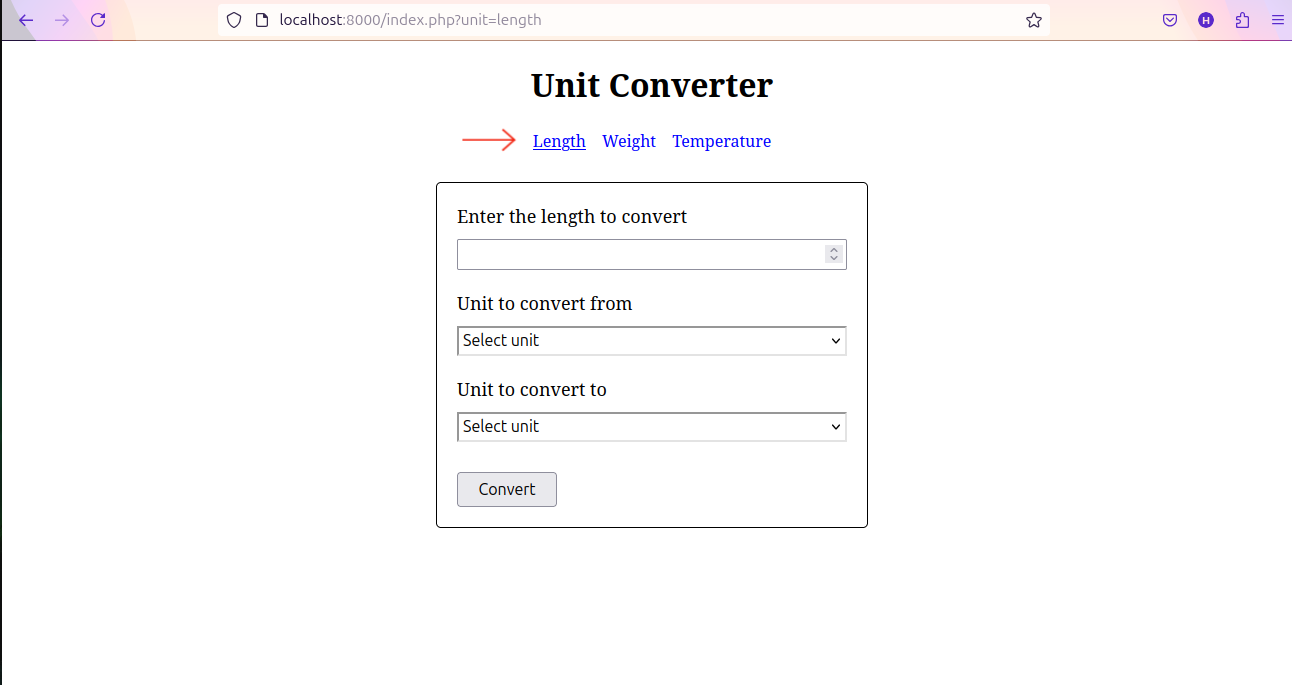 localhost:8000/index.php?unit=length
H
Unit Converter
Length Weight Temperature
Enter the length to convert
Unit to convert from
Select unit
Unit to convert to
Select unit
Convert